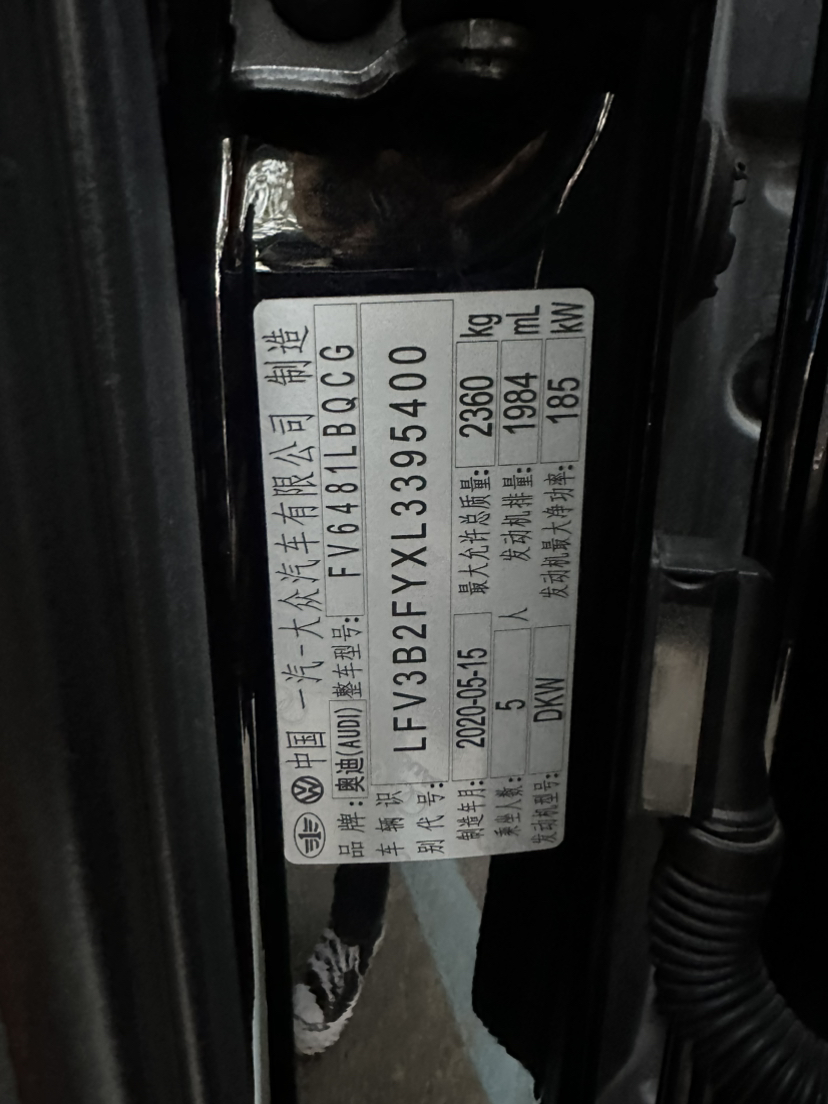 中国 一汽-大众汽车有限公司 制造
品牌: 奥迪(AUDI) 整车型号: FV6481LBQCG
车辆识别代号: LFV3B2FYXL3395400
制造年月: 2020-05-15 最大允许总质量: 2360 kg
乘坐人数: 5 人 发动机排量: 1984 mL
发动机型号: DKW 发动机最大净功率: 185 kW